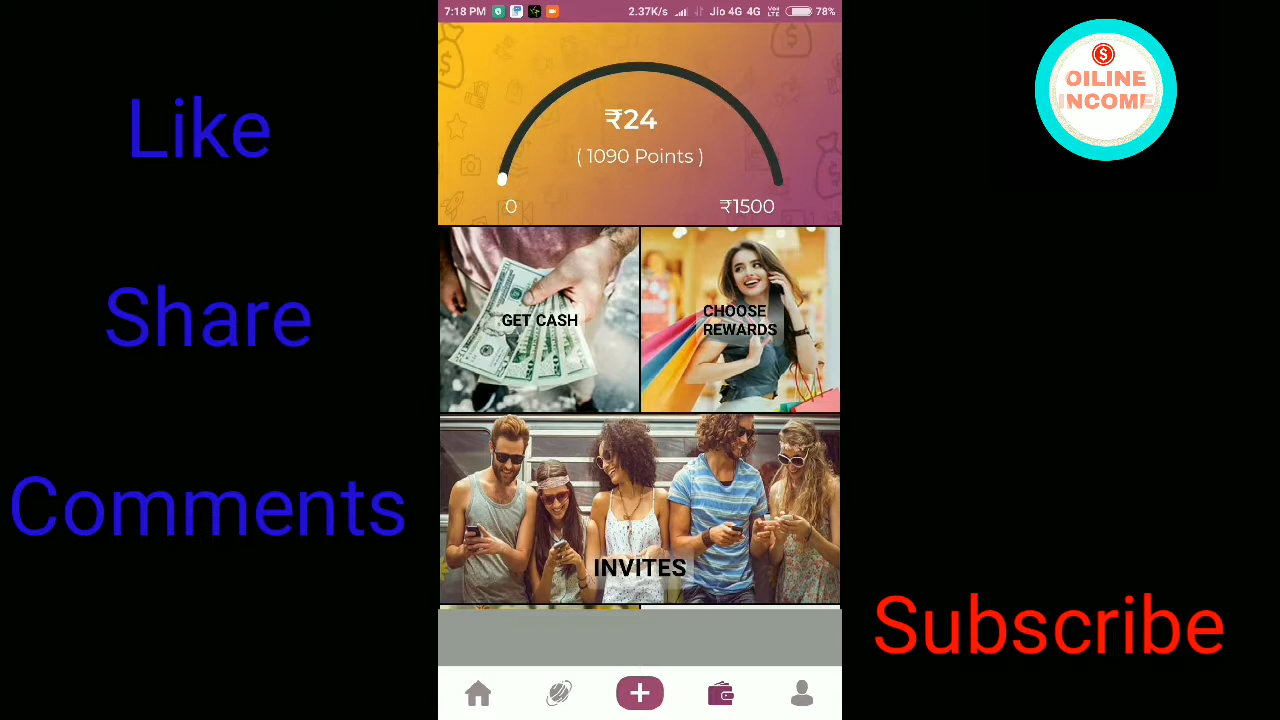 Like
Share
Comments
7:18 PM 2.37K/s Jio 4G 4G VoLTE 78%
₹24
( 1090 Points )
0 ₹1500
GET CASH
CHOOSE
REWARDS
INVITES
$
OILINE
INCOME
Subscribe